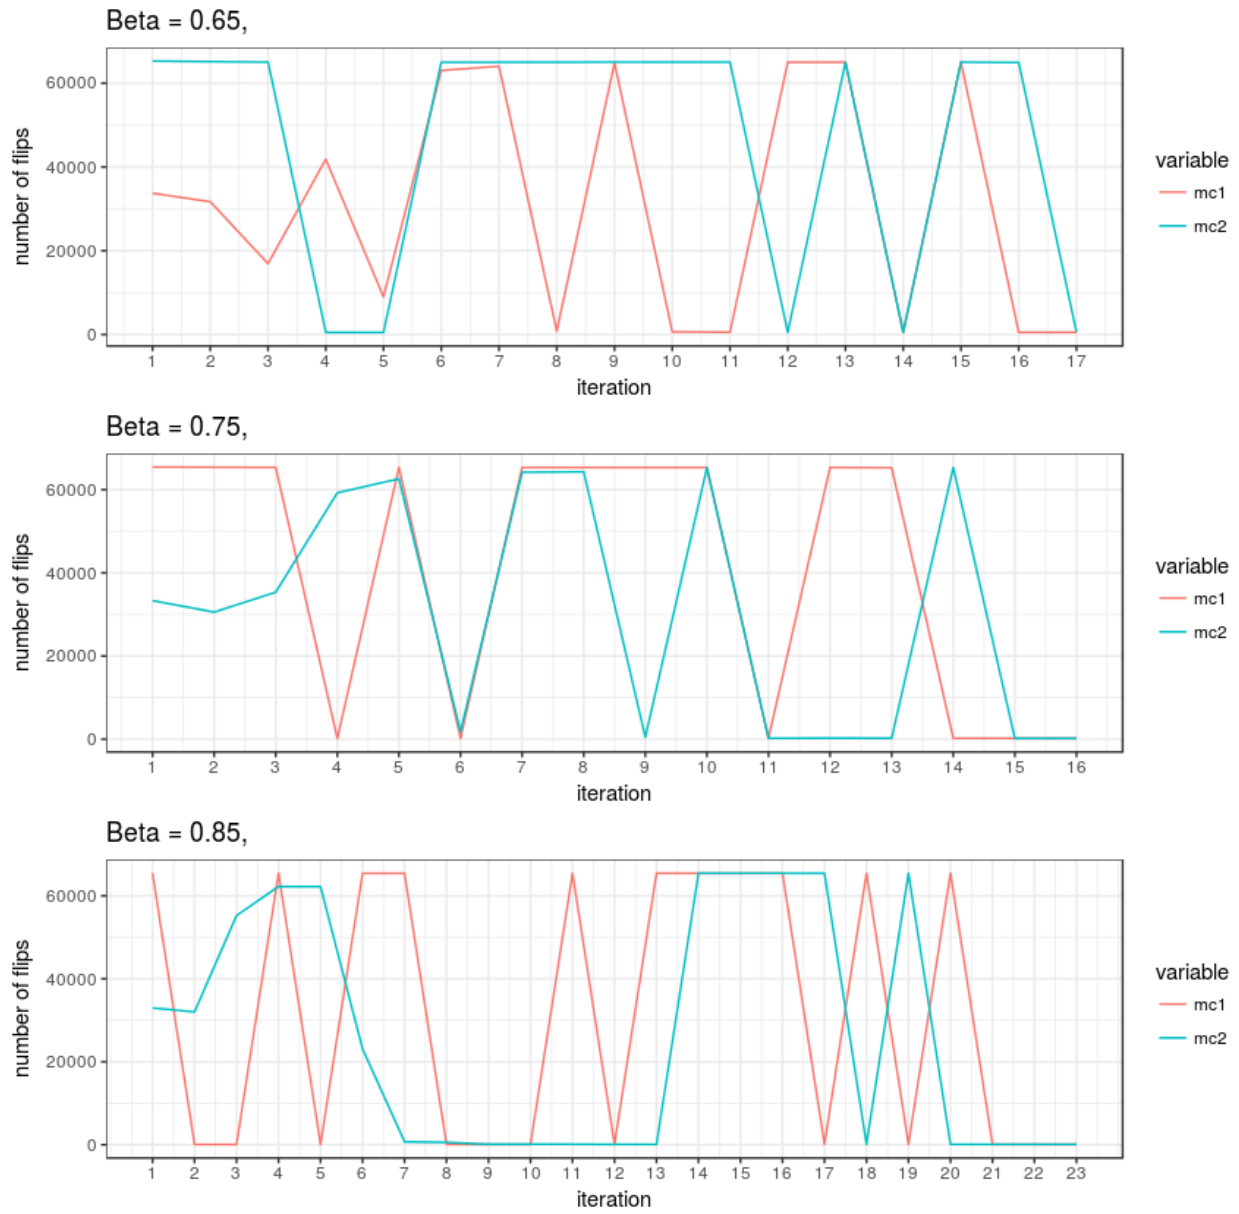 Beta = 0.65,
number of flips
60000
40000
20000
0
1 2 3 4 5 6 7 8 9 10 11 12 13 14 15 16 17
iteration
variable
mc1
mc2
Beta = 0.75,
number of flips
60000
40000
20000
0
1 2 3 4 5 6 7 8 9 10 11 12 13 14 15 16
iteration
variable
mc1
mc2
Beta = 0.85,
number of flips
60000
40000
20000
0
1 2 3 4 5 6 7 8 9 10 11 12 13 14 15 16 17 18 19 20 21 22 23
iteration
variable
mc1
mc2